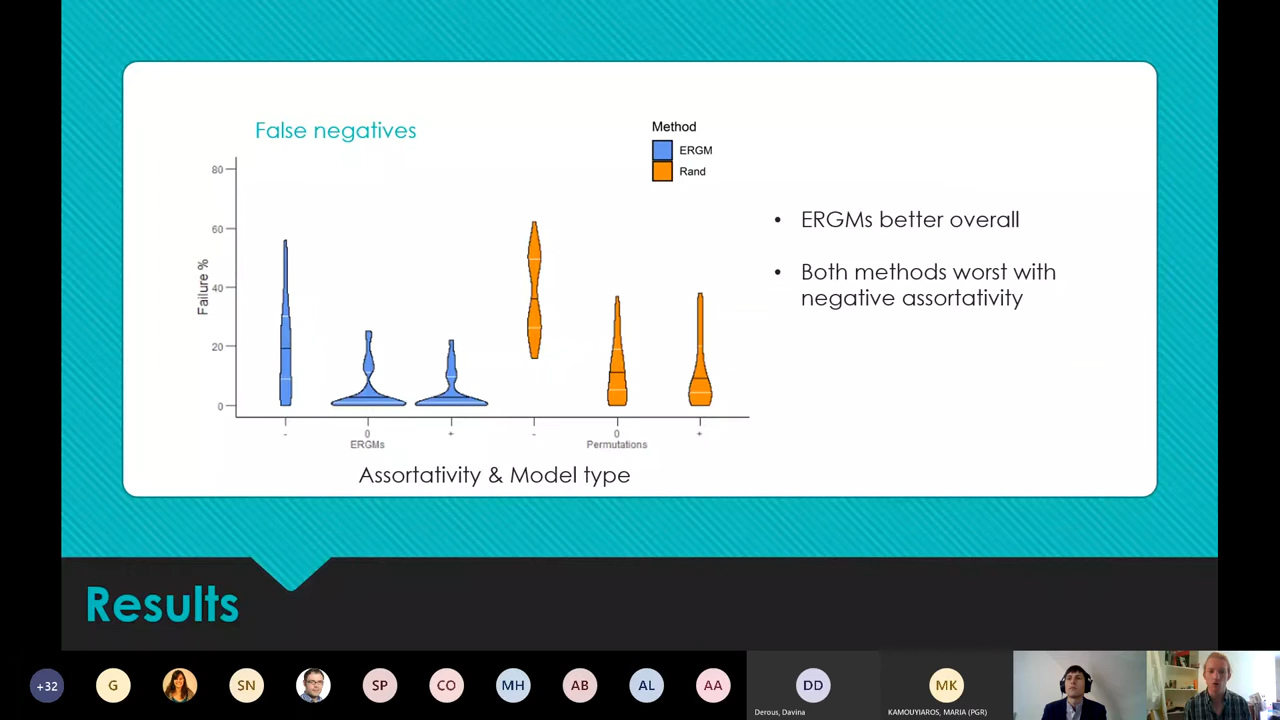 False negatives
Method
ERGM
Rand
80
60
40
20
0
Failure %
- 0 + - 0 +
ERGMs Permutations
Assortativity & Model type
• ERGMs better overall
• Both methods worst with
negative assortativity
Results
+32 G SN SP CO MH AB AL AA DD MK
Derous, Davina KAMOUYIAROS, MARIA (PGR)